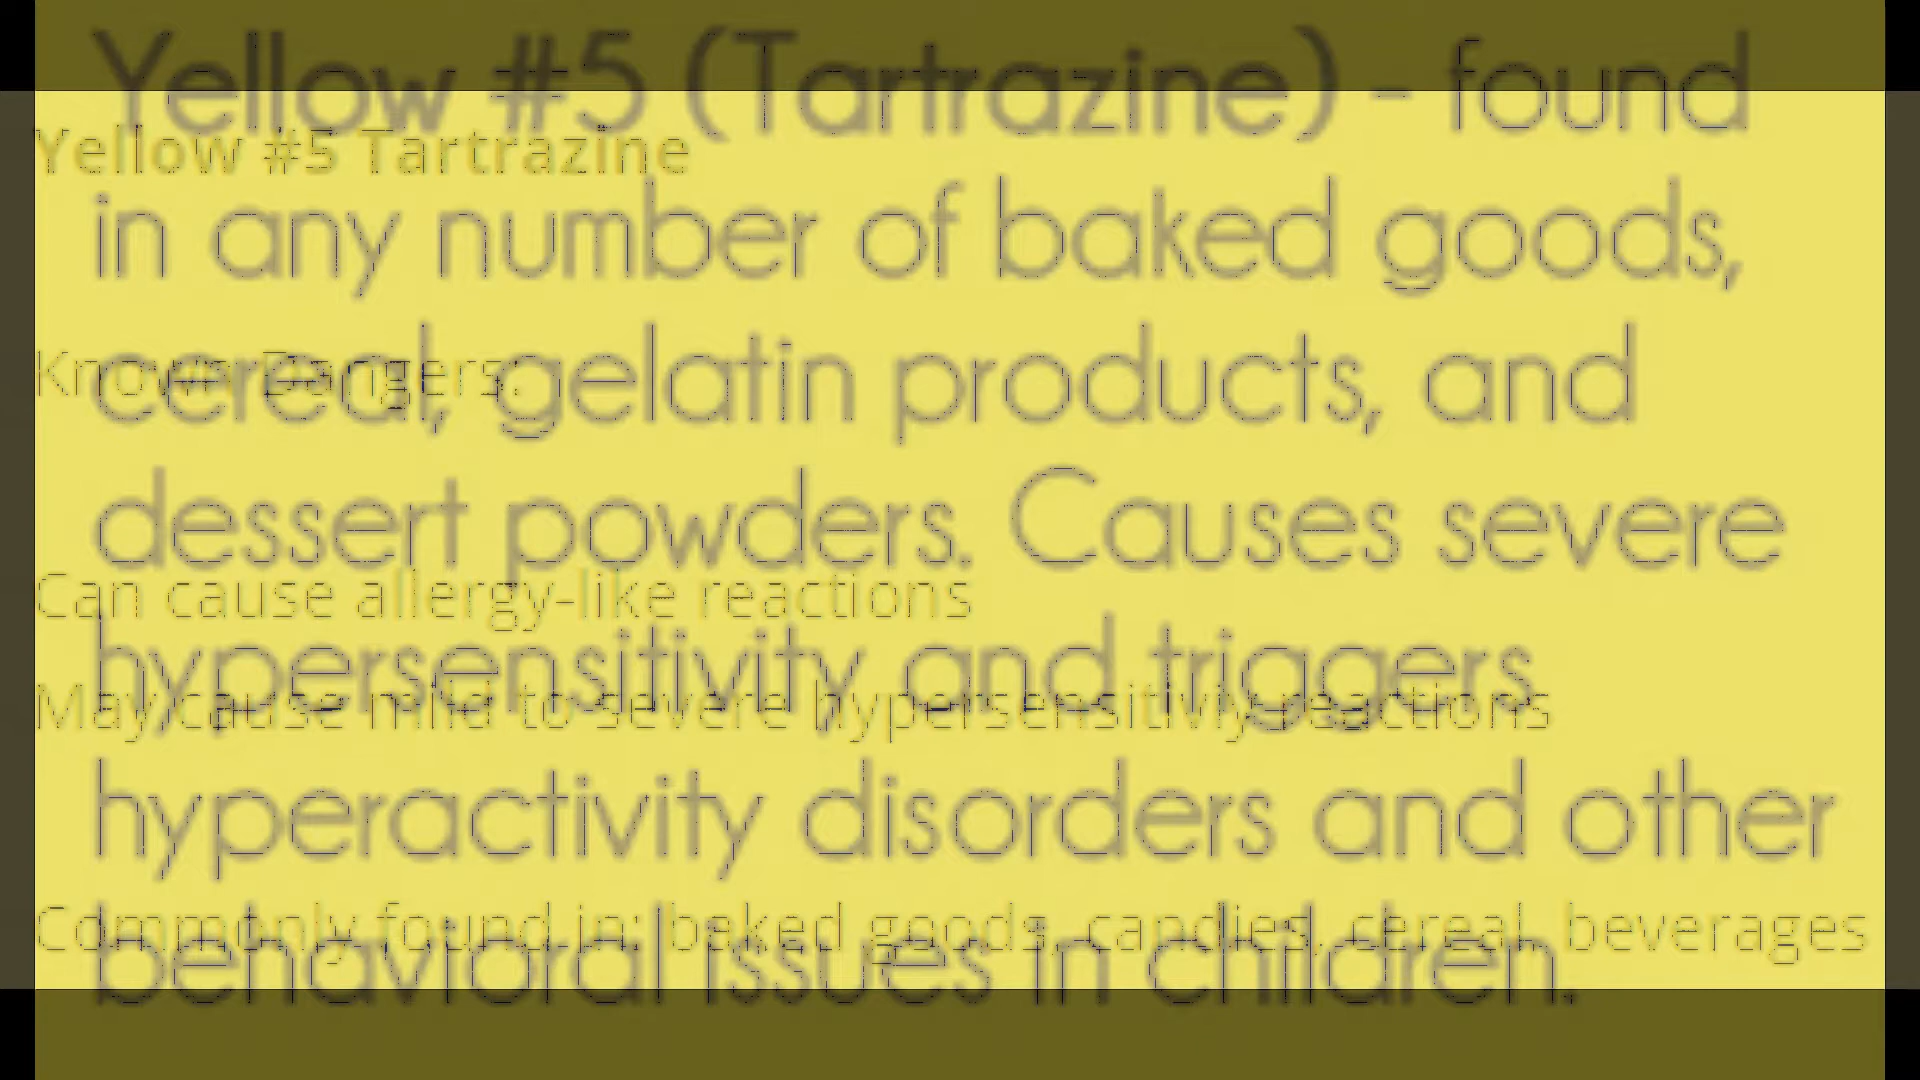 Yellow #5 (Tartrazine) - found
in any number of baked goods,
cereal, gelatin products, and
dessert powders. Causes severe
hypersensitivity and triggers
hyperactivity disorders and other
behavioral issues in children.
Yellow #5 Tartrazine
Known Dangers:
Can cause allergy-like reactions
May cause mild to severe hypersensitivity reactions
Commonly found in: baked goods, candies, cereal, beverages